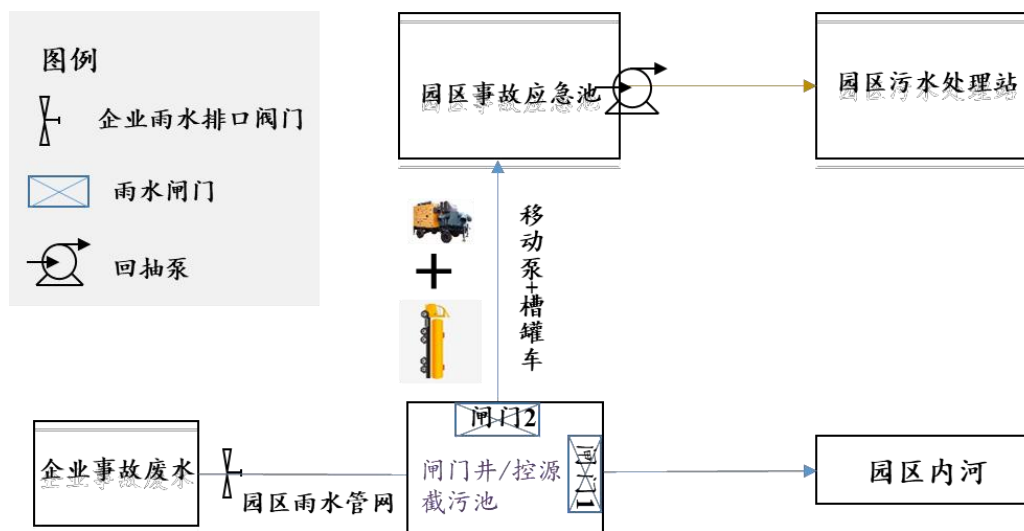 图例
企业雨水排口阀门
雨水闸门
回抽泵
园区事故应急池
园区污水处理站
移动泵+槽罐车
企业事故废水
园区雨水管网
闸门2
闸门井/控源
截污池
闸门1
园区内河